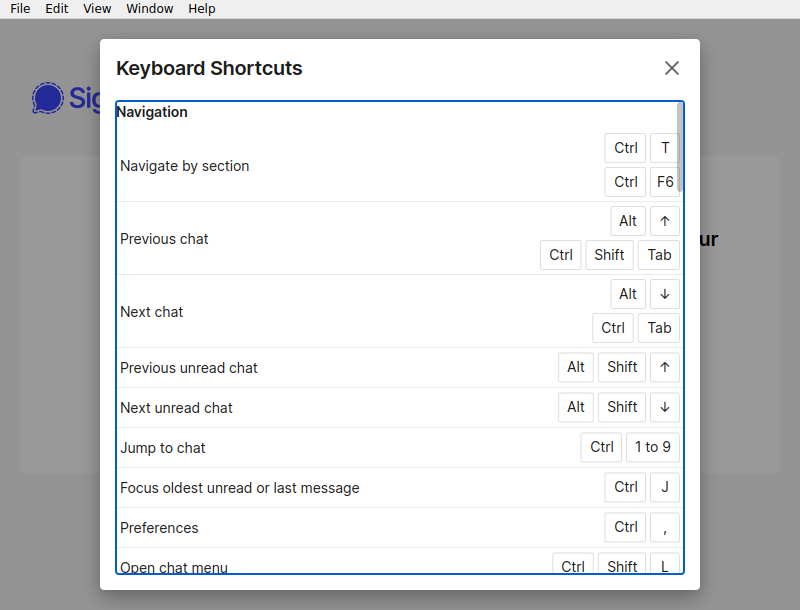 File Edit View Window Help
Keyboard Shortcuts
Sig
Navigation
Navigate by section
Ctrl T
Ctrl F6
Previous chat
Alt ↑
Ctrl Shift Tab
ur
Next chat
Alt ↓
Ctrl Tab
Previous unread chat Alt Shift ↑
Next unread chat Alt Shift ↓
Jump to chat Ctrl 1 to 9
Focus oldest unread or last message Ctrl J
Preferences Ctrl ,
Open chat menu Ctrl Shift L